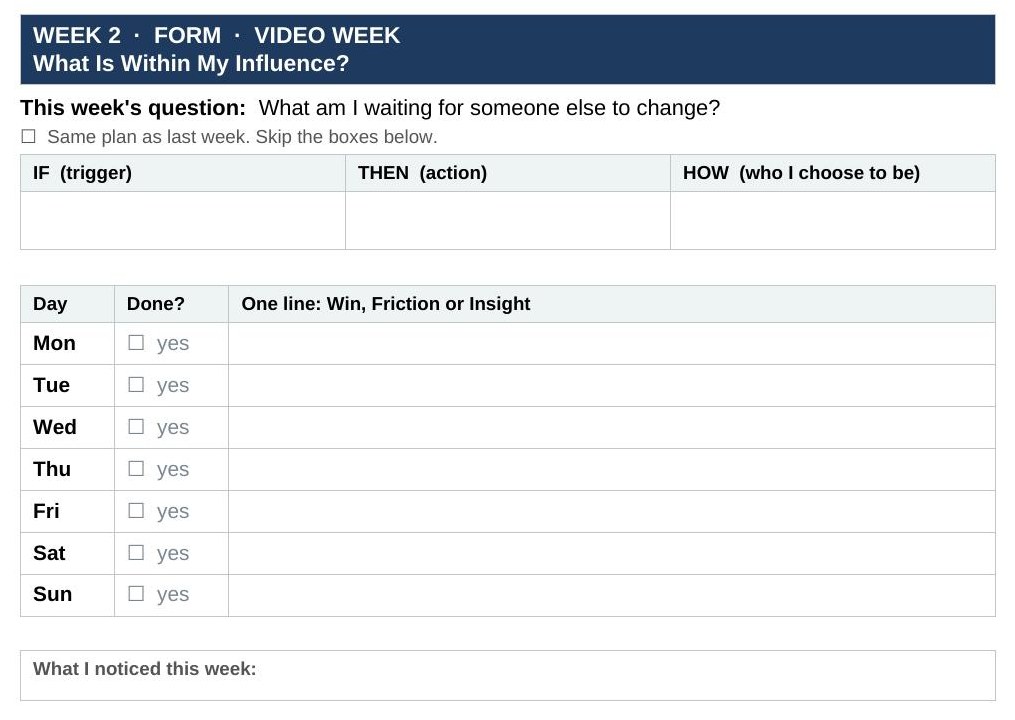 WEEK 2 · FORM · VIDEO WEEK
What Is Within My Influence?
This week's question: What am I waiting for someone else to change?
☐ Same plan as last week. Skip the boxes below.
IF (trigger) THEN (action) HOW (who I choose to be)
Day Done? One line: Win, Friction or Insight
Mon ☐ yes
Tue ☐ yes
Wed ☐ yes
Thu ☐ yes
Fri ☐ yes
Sat ☐ yes
Sun ☐ yes
What I noticed this week: